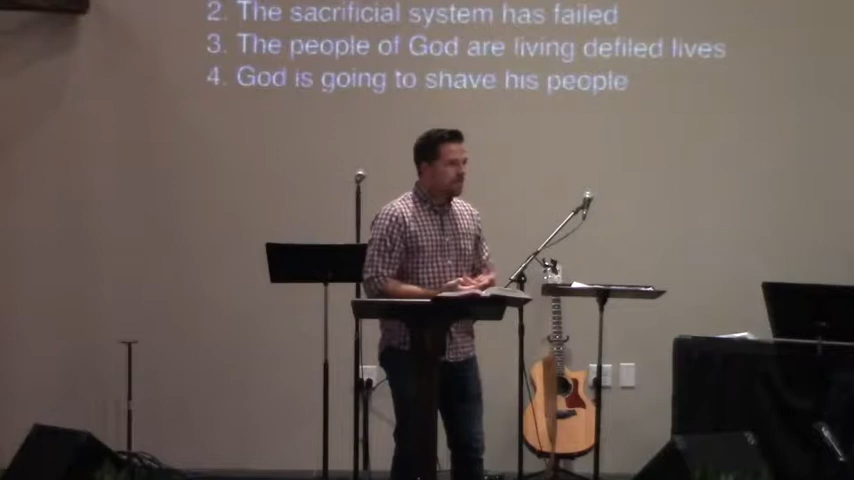 2. The sacrificial system has failed
3. The people of God are living defiled lives
4. God is going to shave his people